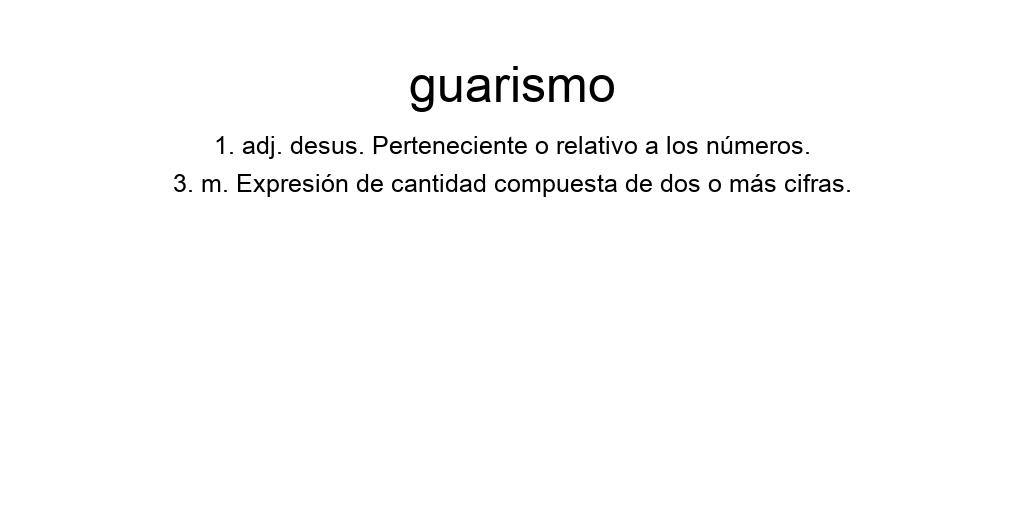 guarismo
1. adj. desus. Perteneciente o relativo a los números.
3. m. Expresión de cantidad compuesta de dos o más cifras.